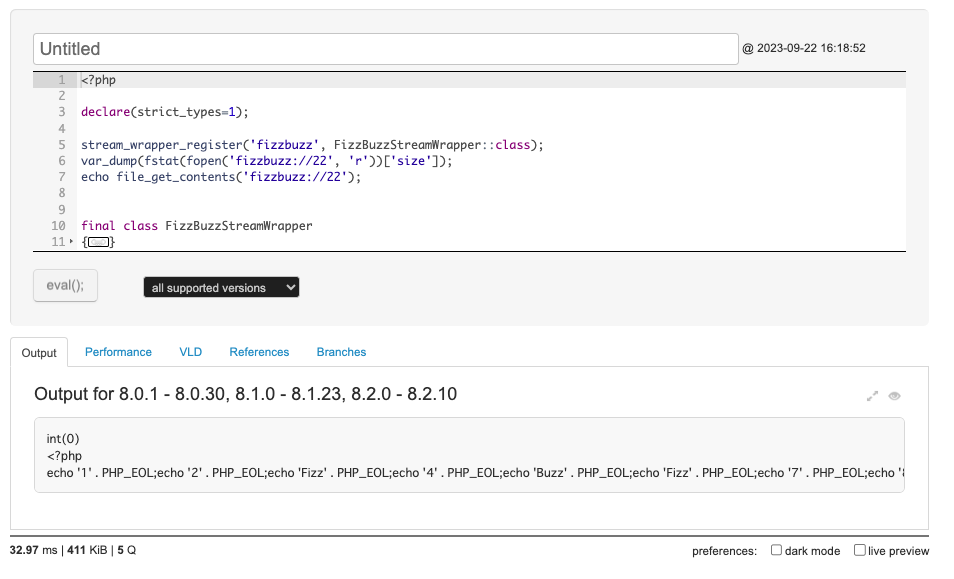 Untitled @ 2023-09-22 16:18:52
1 <?php
2
3 declare(strict_types=1);
4
5 stream_wrapper_register('fizzbuzz', FizzBuzzStreamWrapper::class);
6 var_dump(fstat(fopen('fizzbuzz://22', 'r'))['size']);
7 echo file_get_contents('fizzbuzz://22');
8
9
10 final class FizzBuzzStreamWrapper
11 {}
eval(); all supported versions
Output Performance VLD References Branches
Output for 8.0.1 - 8.0.30, 8.1.0 - 8.1.23, 8.2.0 - 8.2.10
int(0)
<?php
echo '1' . PHP_EOL;echo '2' . PHP_EOL;echo 'Fizz' . PHP_EOL;echo '4' . PHP_EOL;echo 'Buzz' . PHP_EOL;echo 'Fizz' . PHP_EOL;echo '7' . PHP_EOL;echo
32.97 ms | 411 KiB | 5 Q preferences: dark mode live preview